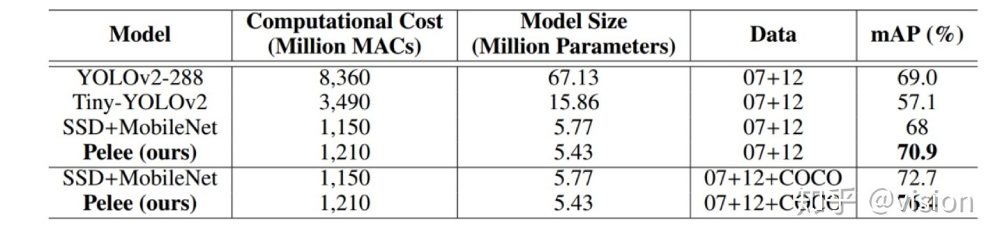 Model Computational Cost (Million MACs) Model Size (Million Parameters) Data mAP (%)
YOLOv2-288 8,360 67.13 07+12 69.0
Tiny-YOLOv2 3,490 15.86 07+12 57.1
SSD+MobileNet 1,150 5.77 07+12 68
Pelee (ours) 1,210 5.43 07+12 70.9
SSD+MobileNet 1,150 5.77 07+12+COCO 72.7
Pelee (ours) 1,210 5.43 07+12+COCO
知乎 @vision